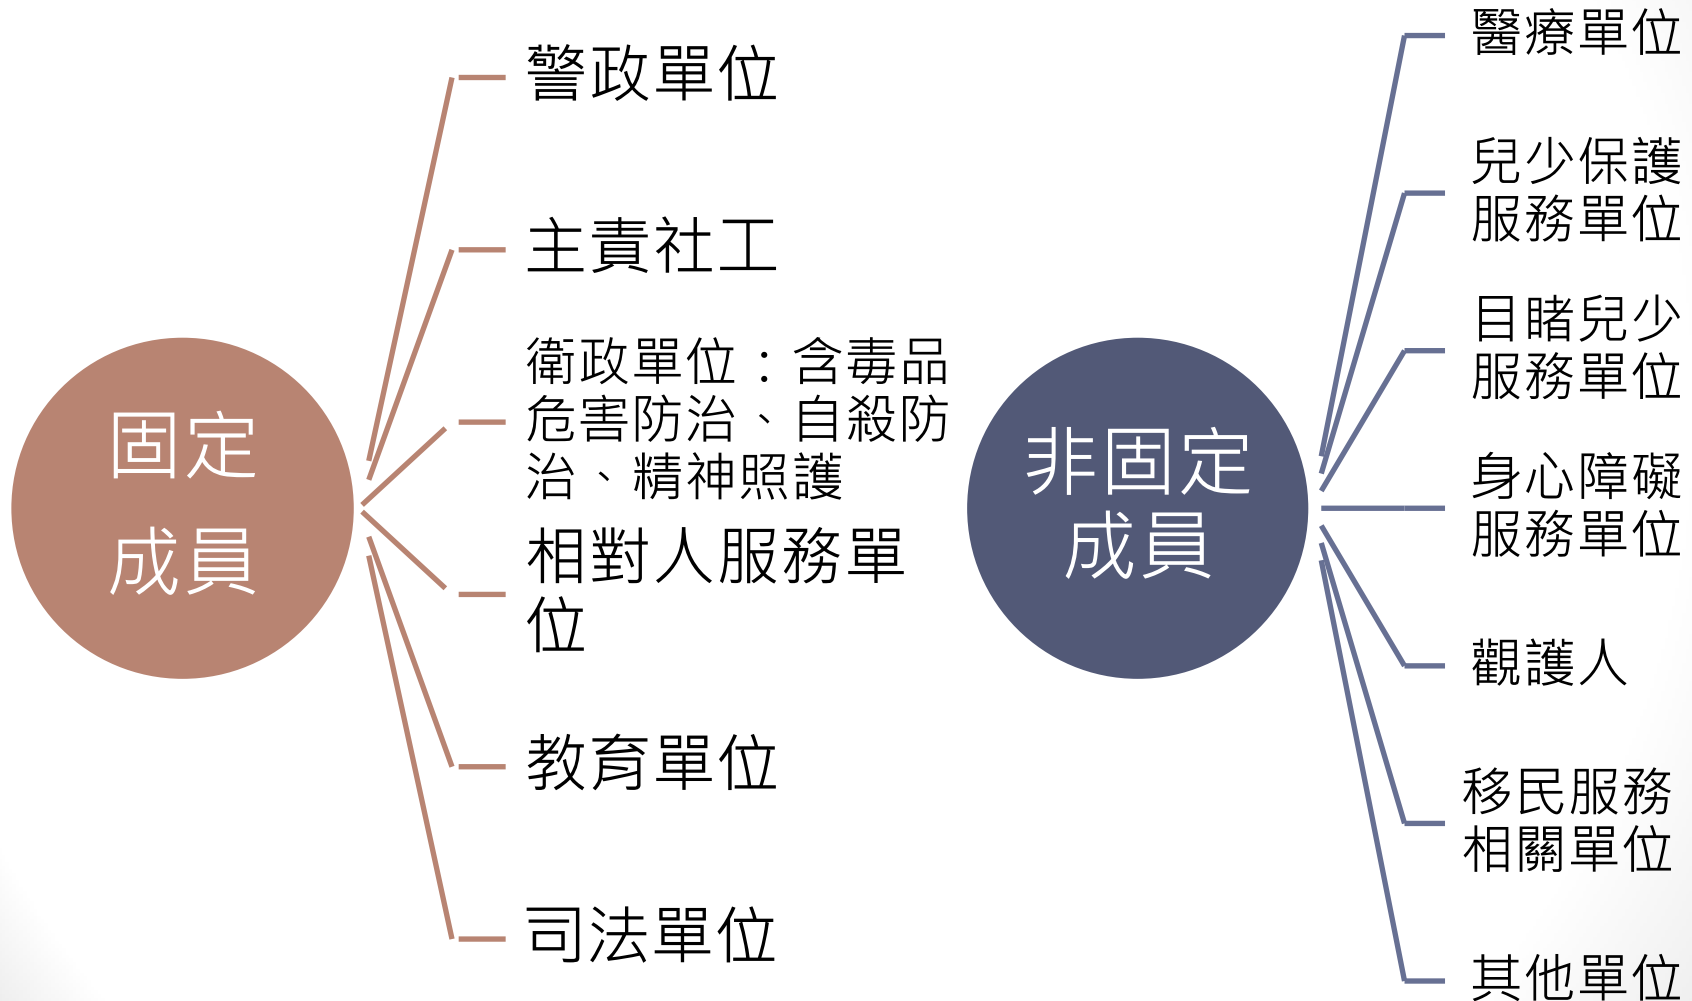 固定
成員
警政單位
主責社工
衛政單位：含毒品
危害防治、自殺防
治、精神照護
相對人服務單
位
教育單位
司法單位
非固定
成員
醫療單位
兒少保護
服務單位
目睹兒少
服務單位
身心障礙
服務單位
觀護人
移民服務
相關單位
其他單位